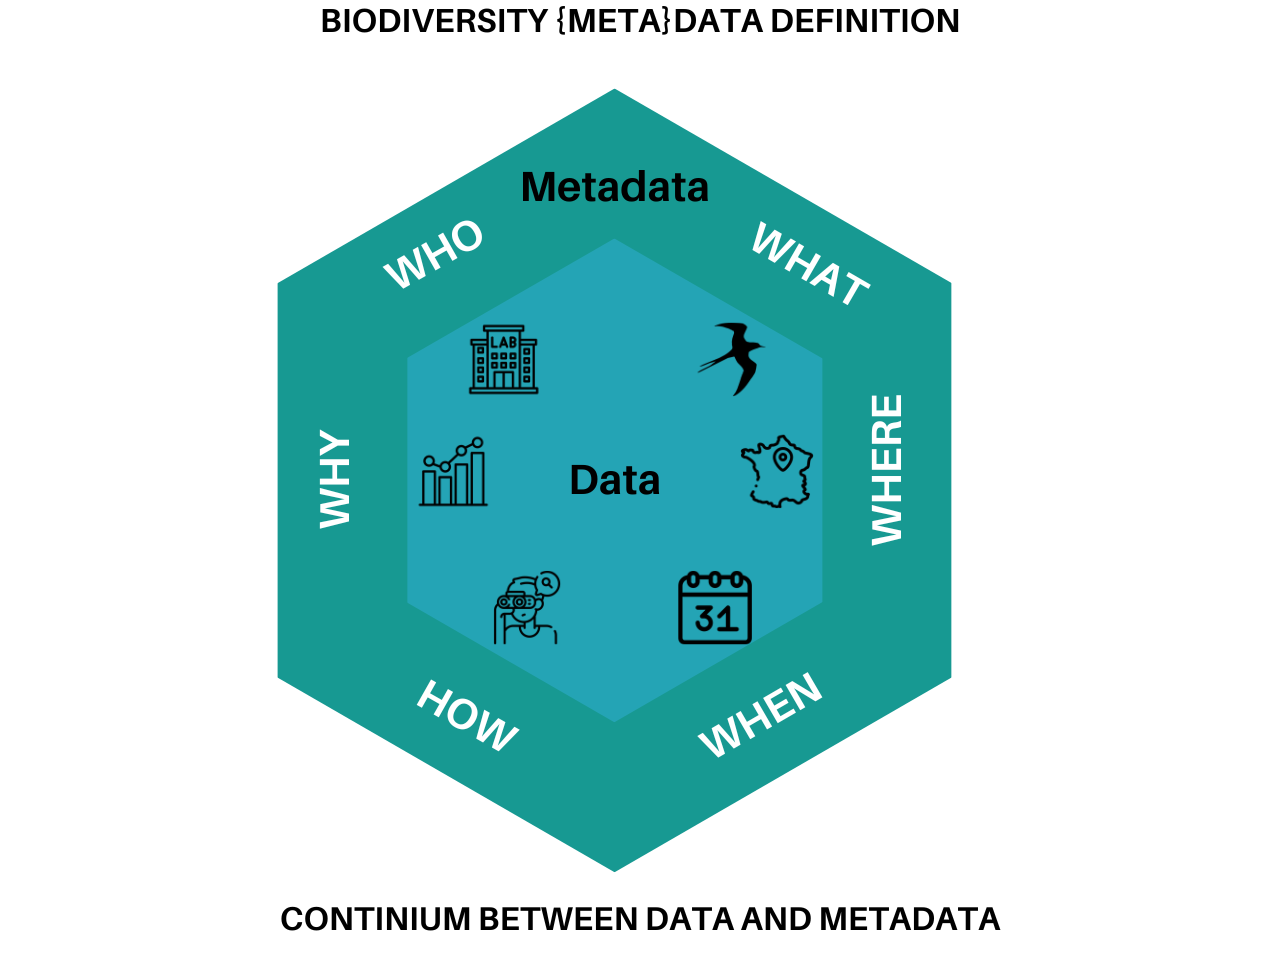 BIODIVERSITY {META}DATA DEFINITION
Metadata
WHO
WHAT
LAB
WHY
Data
WHERE
31
HOW
WHEN
CONTINIUM BETWEEN DATA AND METADATA